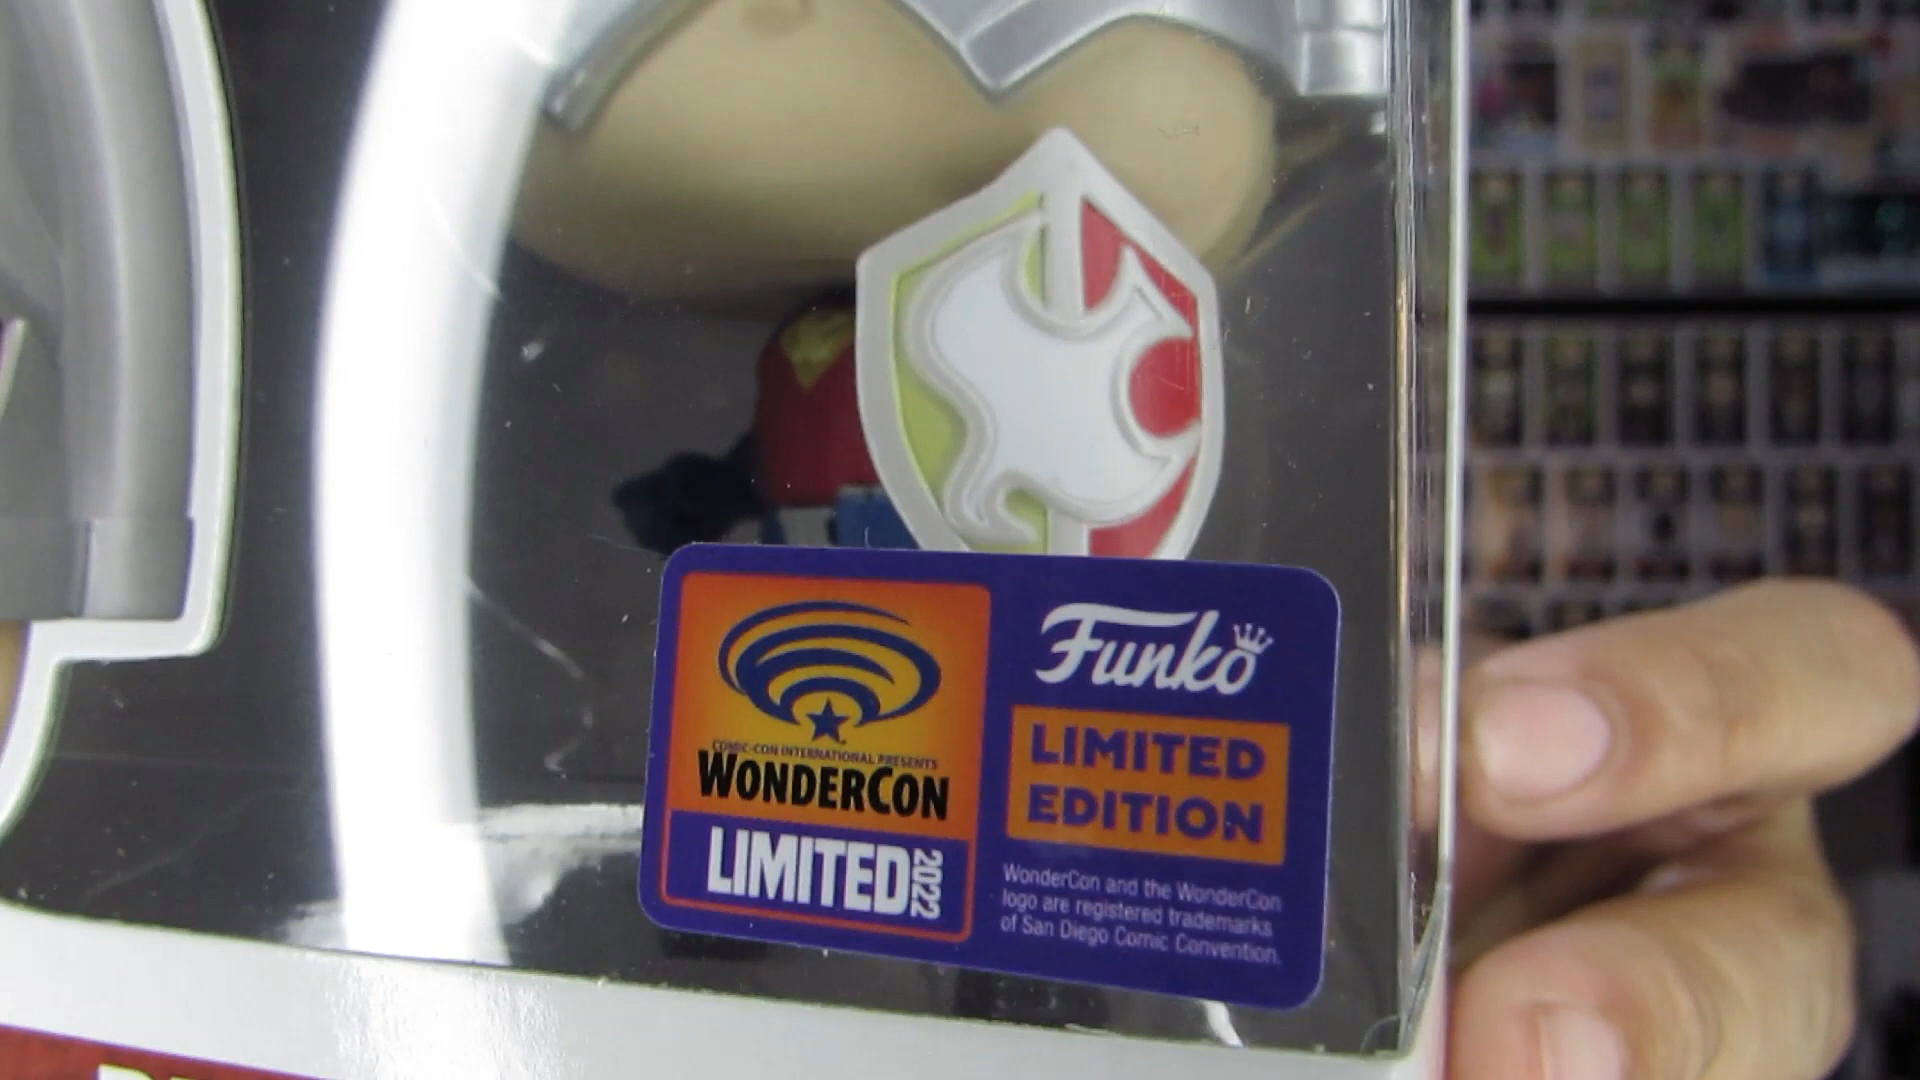 COMIC-CON INTERNATIONAL PRESENTS
WONDERCON
LIMITED 2022
Funko
LIMITED
EDITION
WonderCon and the WonderCon
logo are registered trademarks
of San Diego Comic Convention.